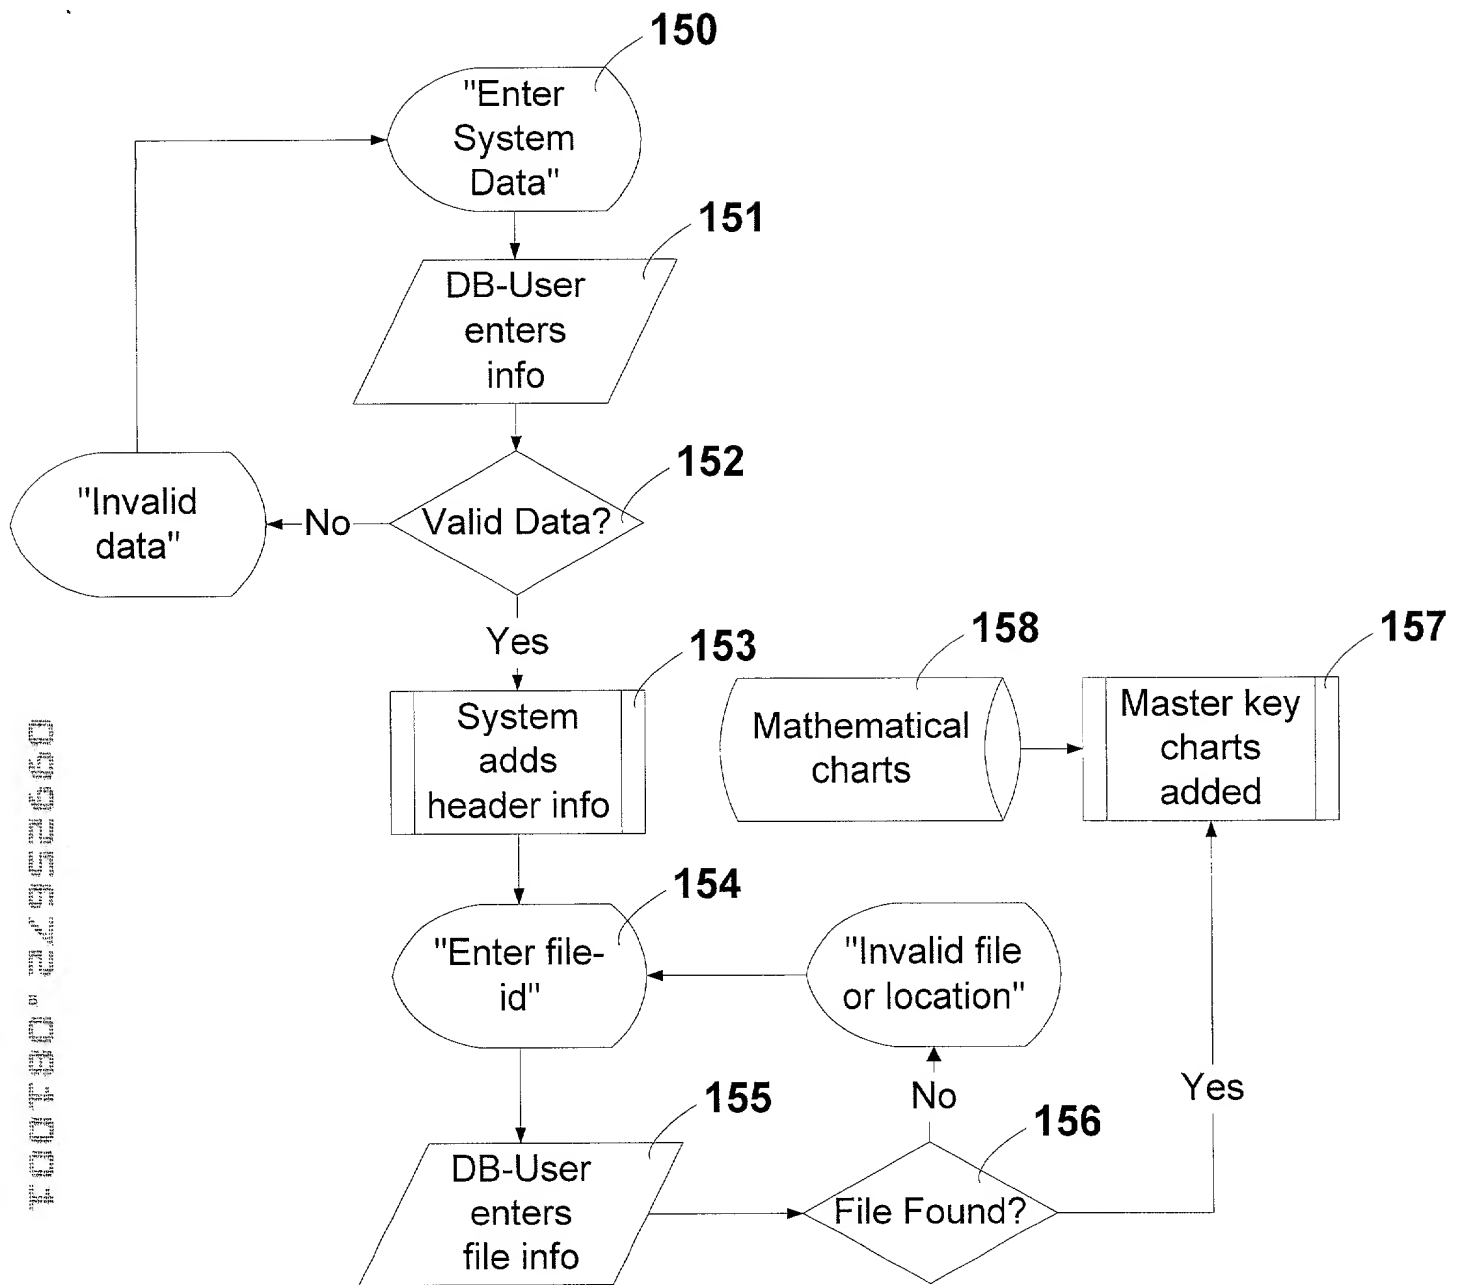 150
"Enter
System
Data"
151
DB-User
enters
info
152
Valid Data?
No
"Invalid
data"
Yes
153
System
adds
header info
158
Mathematical
charts
157
Master key
charts
added
154
"Enter file-
id"
"Invalid file
or location"
No
Yes
155
DB-User
enters
file info
156
File Found?